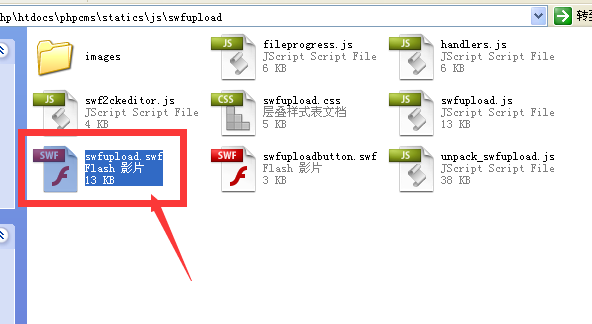 hp\htdocs\phpcms\statics\js\swfupload
转到
images
JS
fileprogress.js
JScript Script File
6 KB
JS
handlers.js
JScript Script File
6 KB
JS
swf2ckeditor.js
JScript Script File
4 KB
CSS
swfupload.css
层叠样式表文档
5 KB
JS
swfupload.js
JScript Script File
13 KB
SWF
swfupload.swf
Flash 影片
13 KB
SWF
swfuploadbutton.swf
Flash 影片
3 KB
JS
unpack_swfupload.js
JScript Script File
38 KB